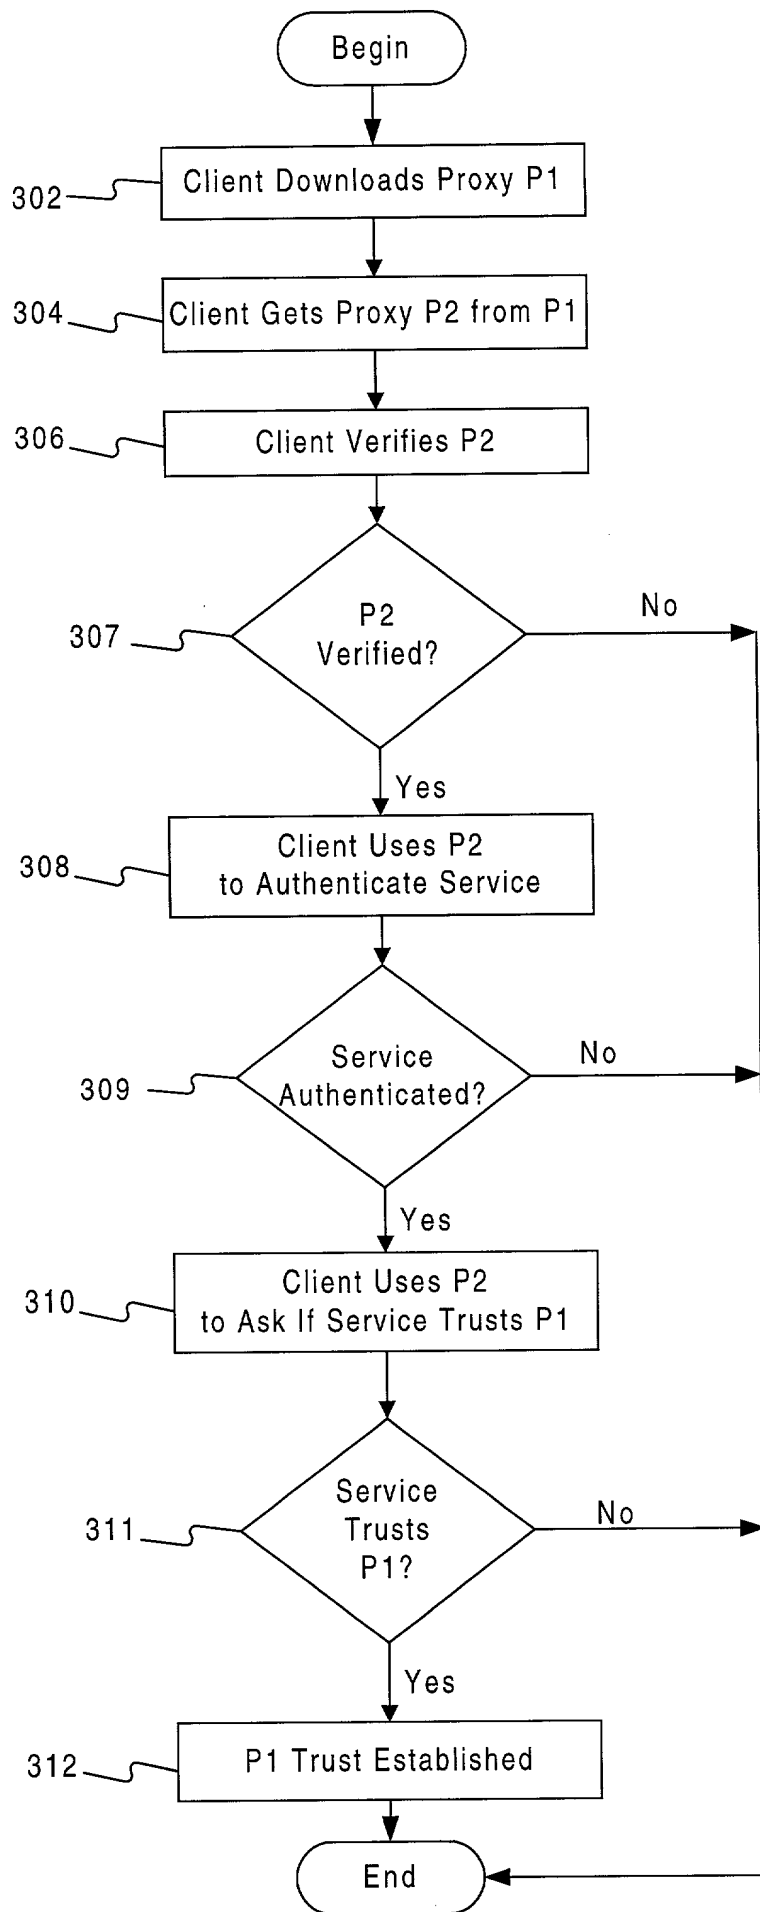 Begin
302
Client Downloads Proxy P1
304
Client Gets Proxy P2 from P1
306
Client Verifies P2
307
P2
Verified?
No
Yes
308
Client Uses P2
to Authenticate Service
309
Service
Authenticated?
No
Yes
310
Client Uses P2
to Ask If Service Trusts P1
311
Service
Trusts
P1?
No
Yes
312
P1 Trust Established
End